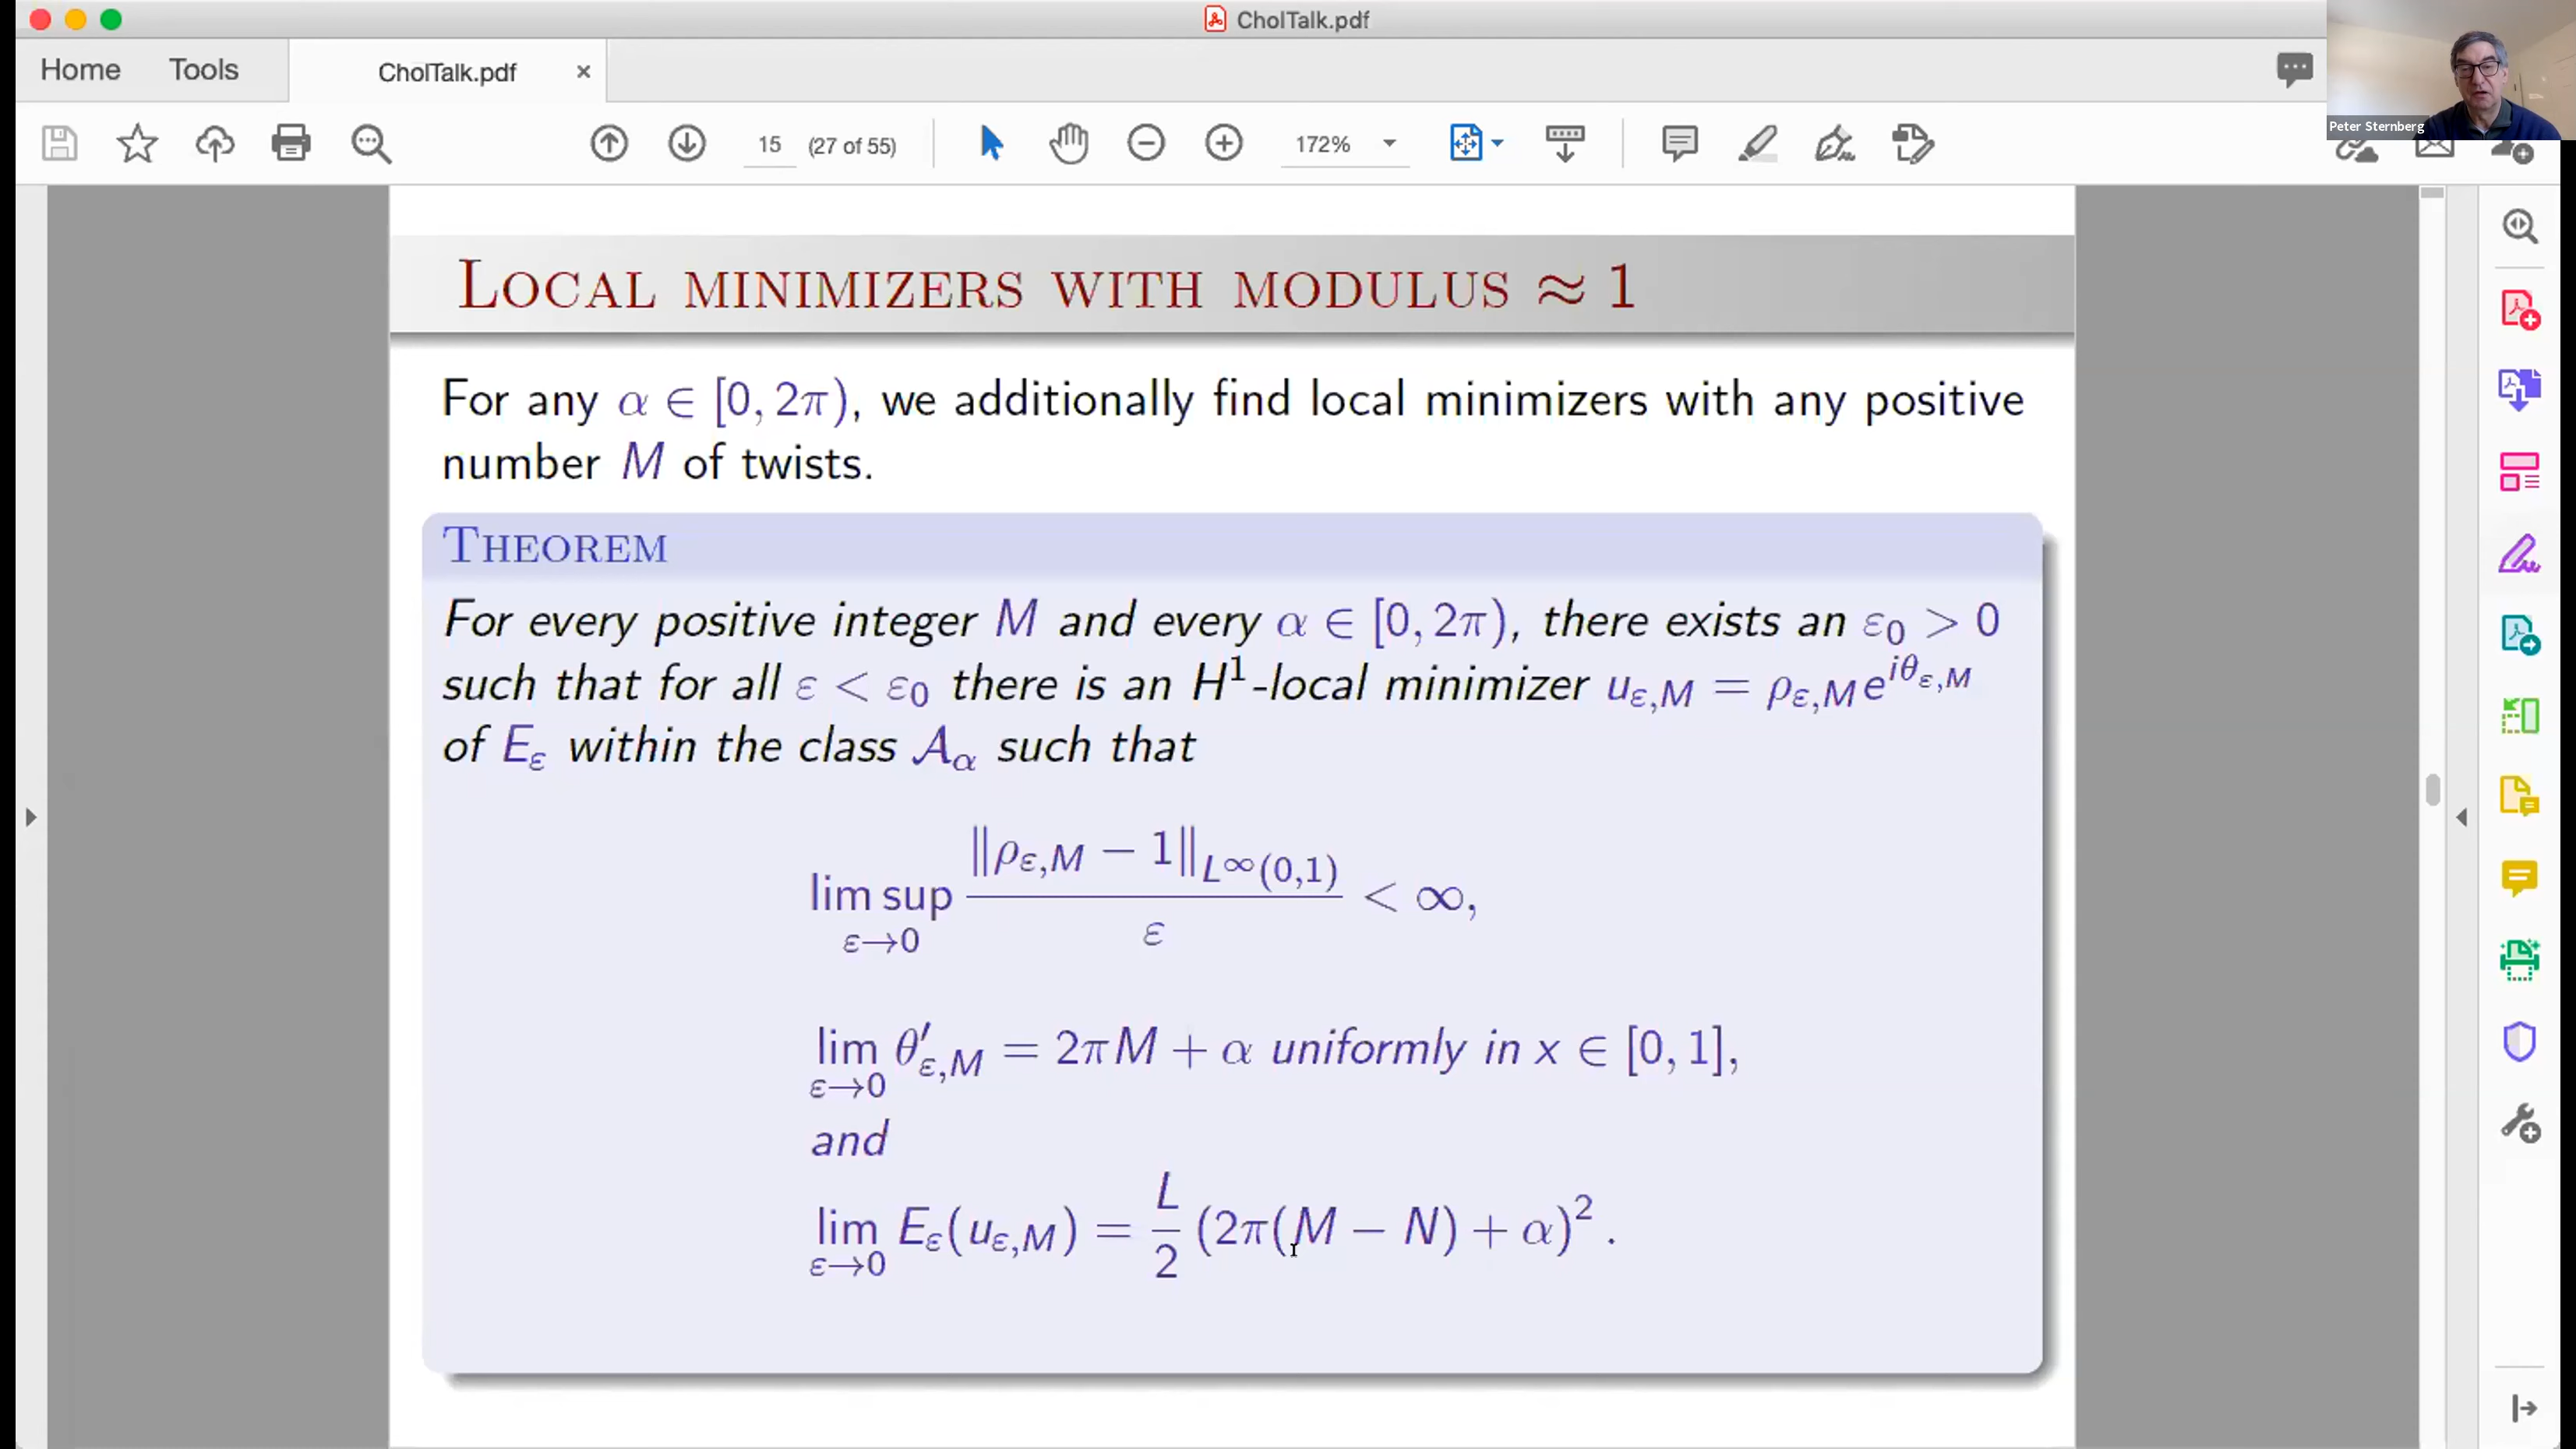 CholTalk.pdf
Home Tools CholTalk.pdf ×
Peter Sternberg
15 (27 of 55) 172%
Local minimizers with modulus ≈ 1
For any α ∈ [0, 2π), we additionally find local minimizers with any positive
number M of twists.
Theorem
For every positive integer M and every α ∈ [0, 2π), there exists an ε₀ > 0
such that for all ε < ε₀ there is an H¹-local minimizer u_{ε,M} = ρ_{ε,M}e^{iθ_{ε,M}}
of E_ε within the class 𝒜_α such that
lim sup_{ε→0} ‖ρ_{ε,M} − 1‖_{L^∞(0,1)} / ε < ∞,
lim_{ε→0} θ′_{ε,M} = 2πM + α uniformly in x ∈ [0, 1],
and
lim_{ε→0} E_ε(u_{ε,M}) = L/2 (2π(M − N) + α)².